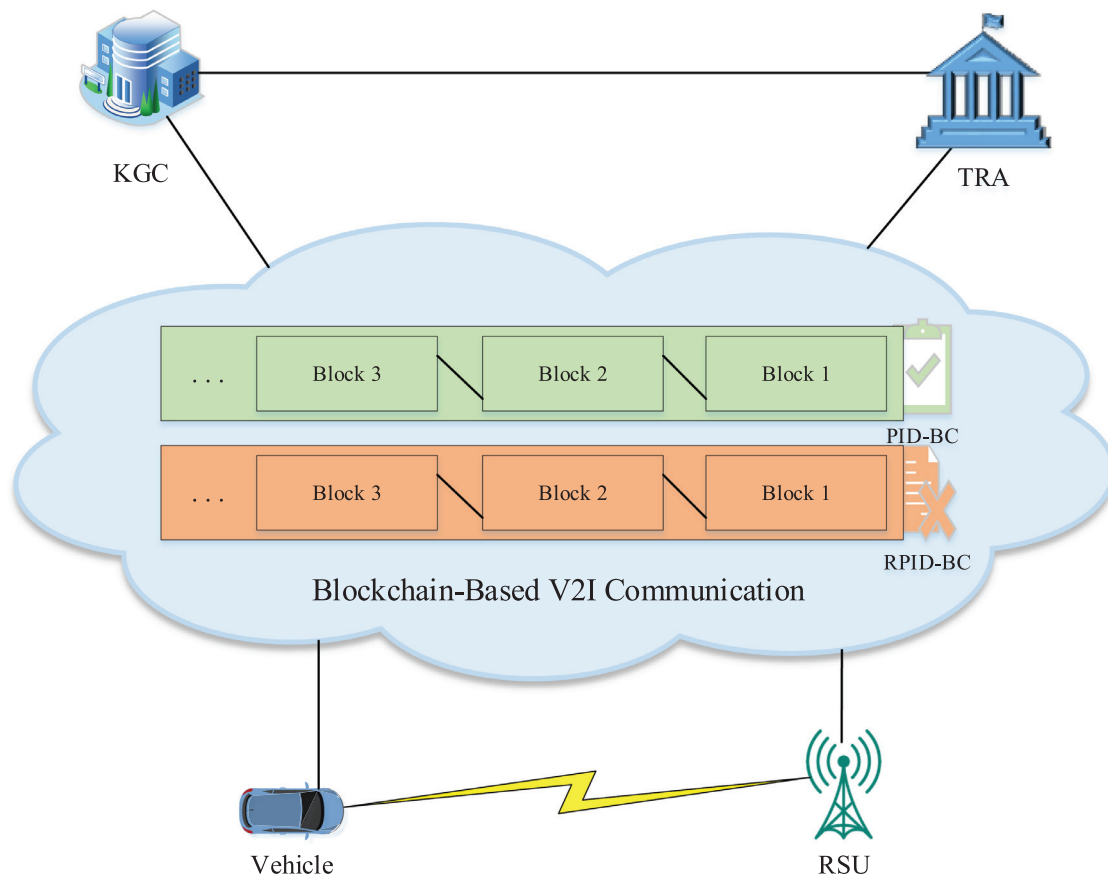 KGC
TRA
. . . Block 3 Block 2 Block 1
PID-BC
. . . Block 3 Block 2 Block 1
RPID-BC
Blockchain-Based V2I Communication
Vehicle
RSU